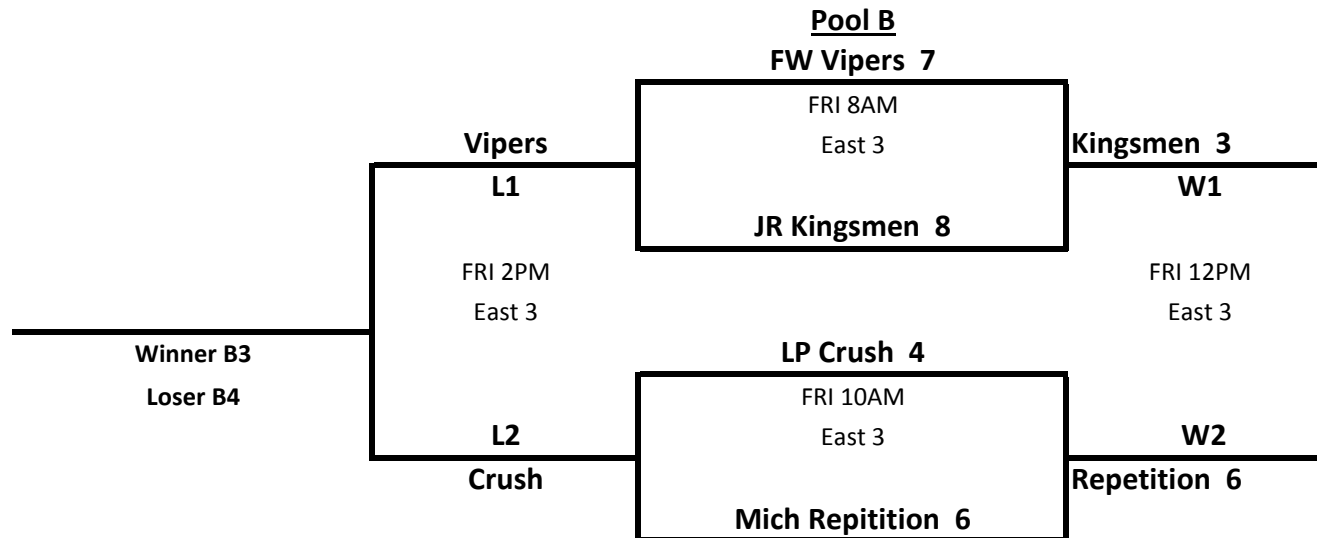 Pool B
FW Vipers 7
FRI 8AM
Vipers
East 3
Kingsmen 3
L1
W1
JR Kingsmen 8
FRI 2PM
FRI 12PM
East 3
East 3
Winner B3
LP Crush 4
Loser B4
FRI 10AM
L2
East 3
W2
Crush
Repetition 6
Mich Repitition 6